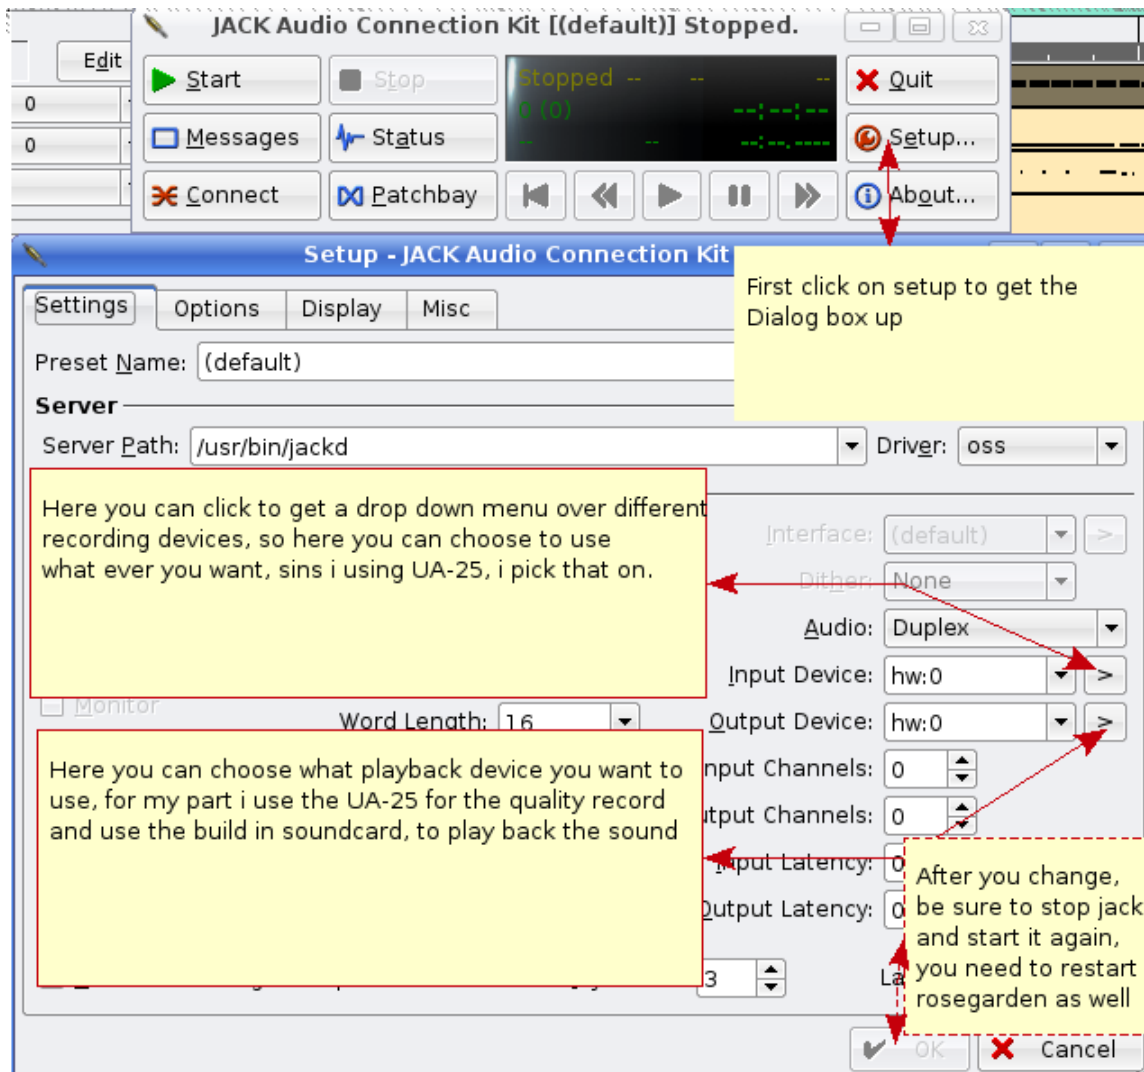 JACK Audio Connection Kit [(default)] Stopped.
Edit
Start
Stop
Stopped -- -- --
Quit
0
0 (0)
--:--:--
Messages
Status
-- -- --:--.----
Setup...
0
Connect
Patchbay
About...
Setup - JACK Audio Connection Kit
First click on setup to get the
Dialog box up
Settings
Options
Display
Misc
Preset Name: (default)
Server
Server Path: /usr/bin/jackd
Driver: oss
Here you can click to get a drop down menu over different
recording devices, so here you can choose to use
what ever you want, sins i using UA-25, i pick that on.
Interface: (default) >
Dither: None
Audio: Duplex
Input Device: hw:0 >
Monitor
Word Length: 16
Output Device: hw:0 >
Here you can choose what playback device you want to
use, for my part i use the UA-25 for the quality record
and use the build in soundcard, to play back the sound
nput Channels: 0
tput Channels: 0
Input Latency: 0
Output Latency: 0
After you change,
be sure to stop jack
and start it again,
you need to restart
rosegarden as well
3
La
OK
Cancel